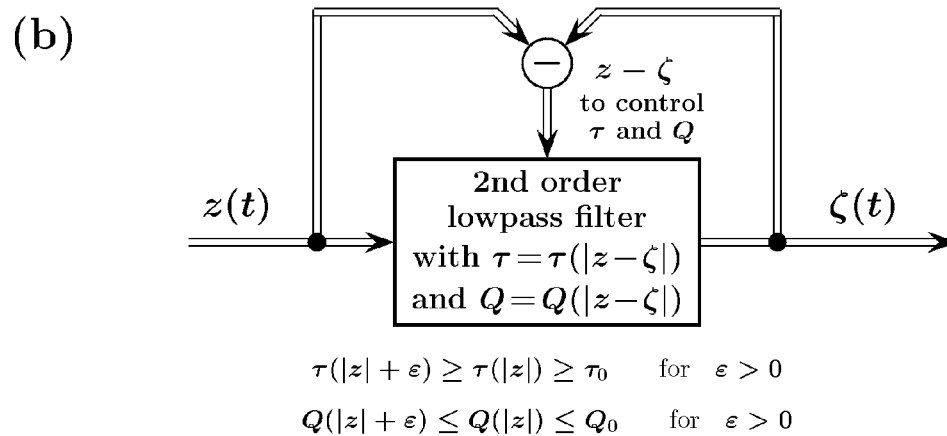 (b)
−
z − ζ
to control
τ and Q
z(t)
2nd order
lowpass filter
with τ = τ(|z−ζ|)
and Q = Q(|z−ζ|)
ζ(t)
τ(|z| + ε) ≥ τ(|z|) ≥ τ₀ for ε > 0
Q(|z| + ε) ≤ Q(|z|) ≤ Q₀ for ε > 0